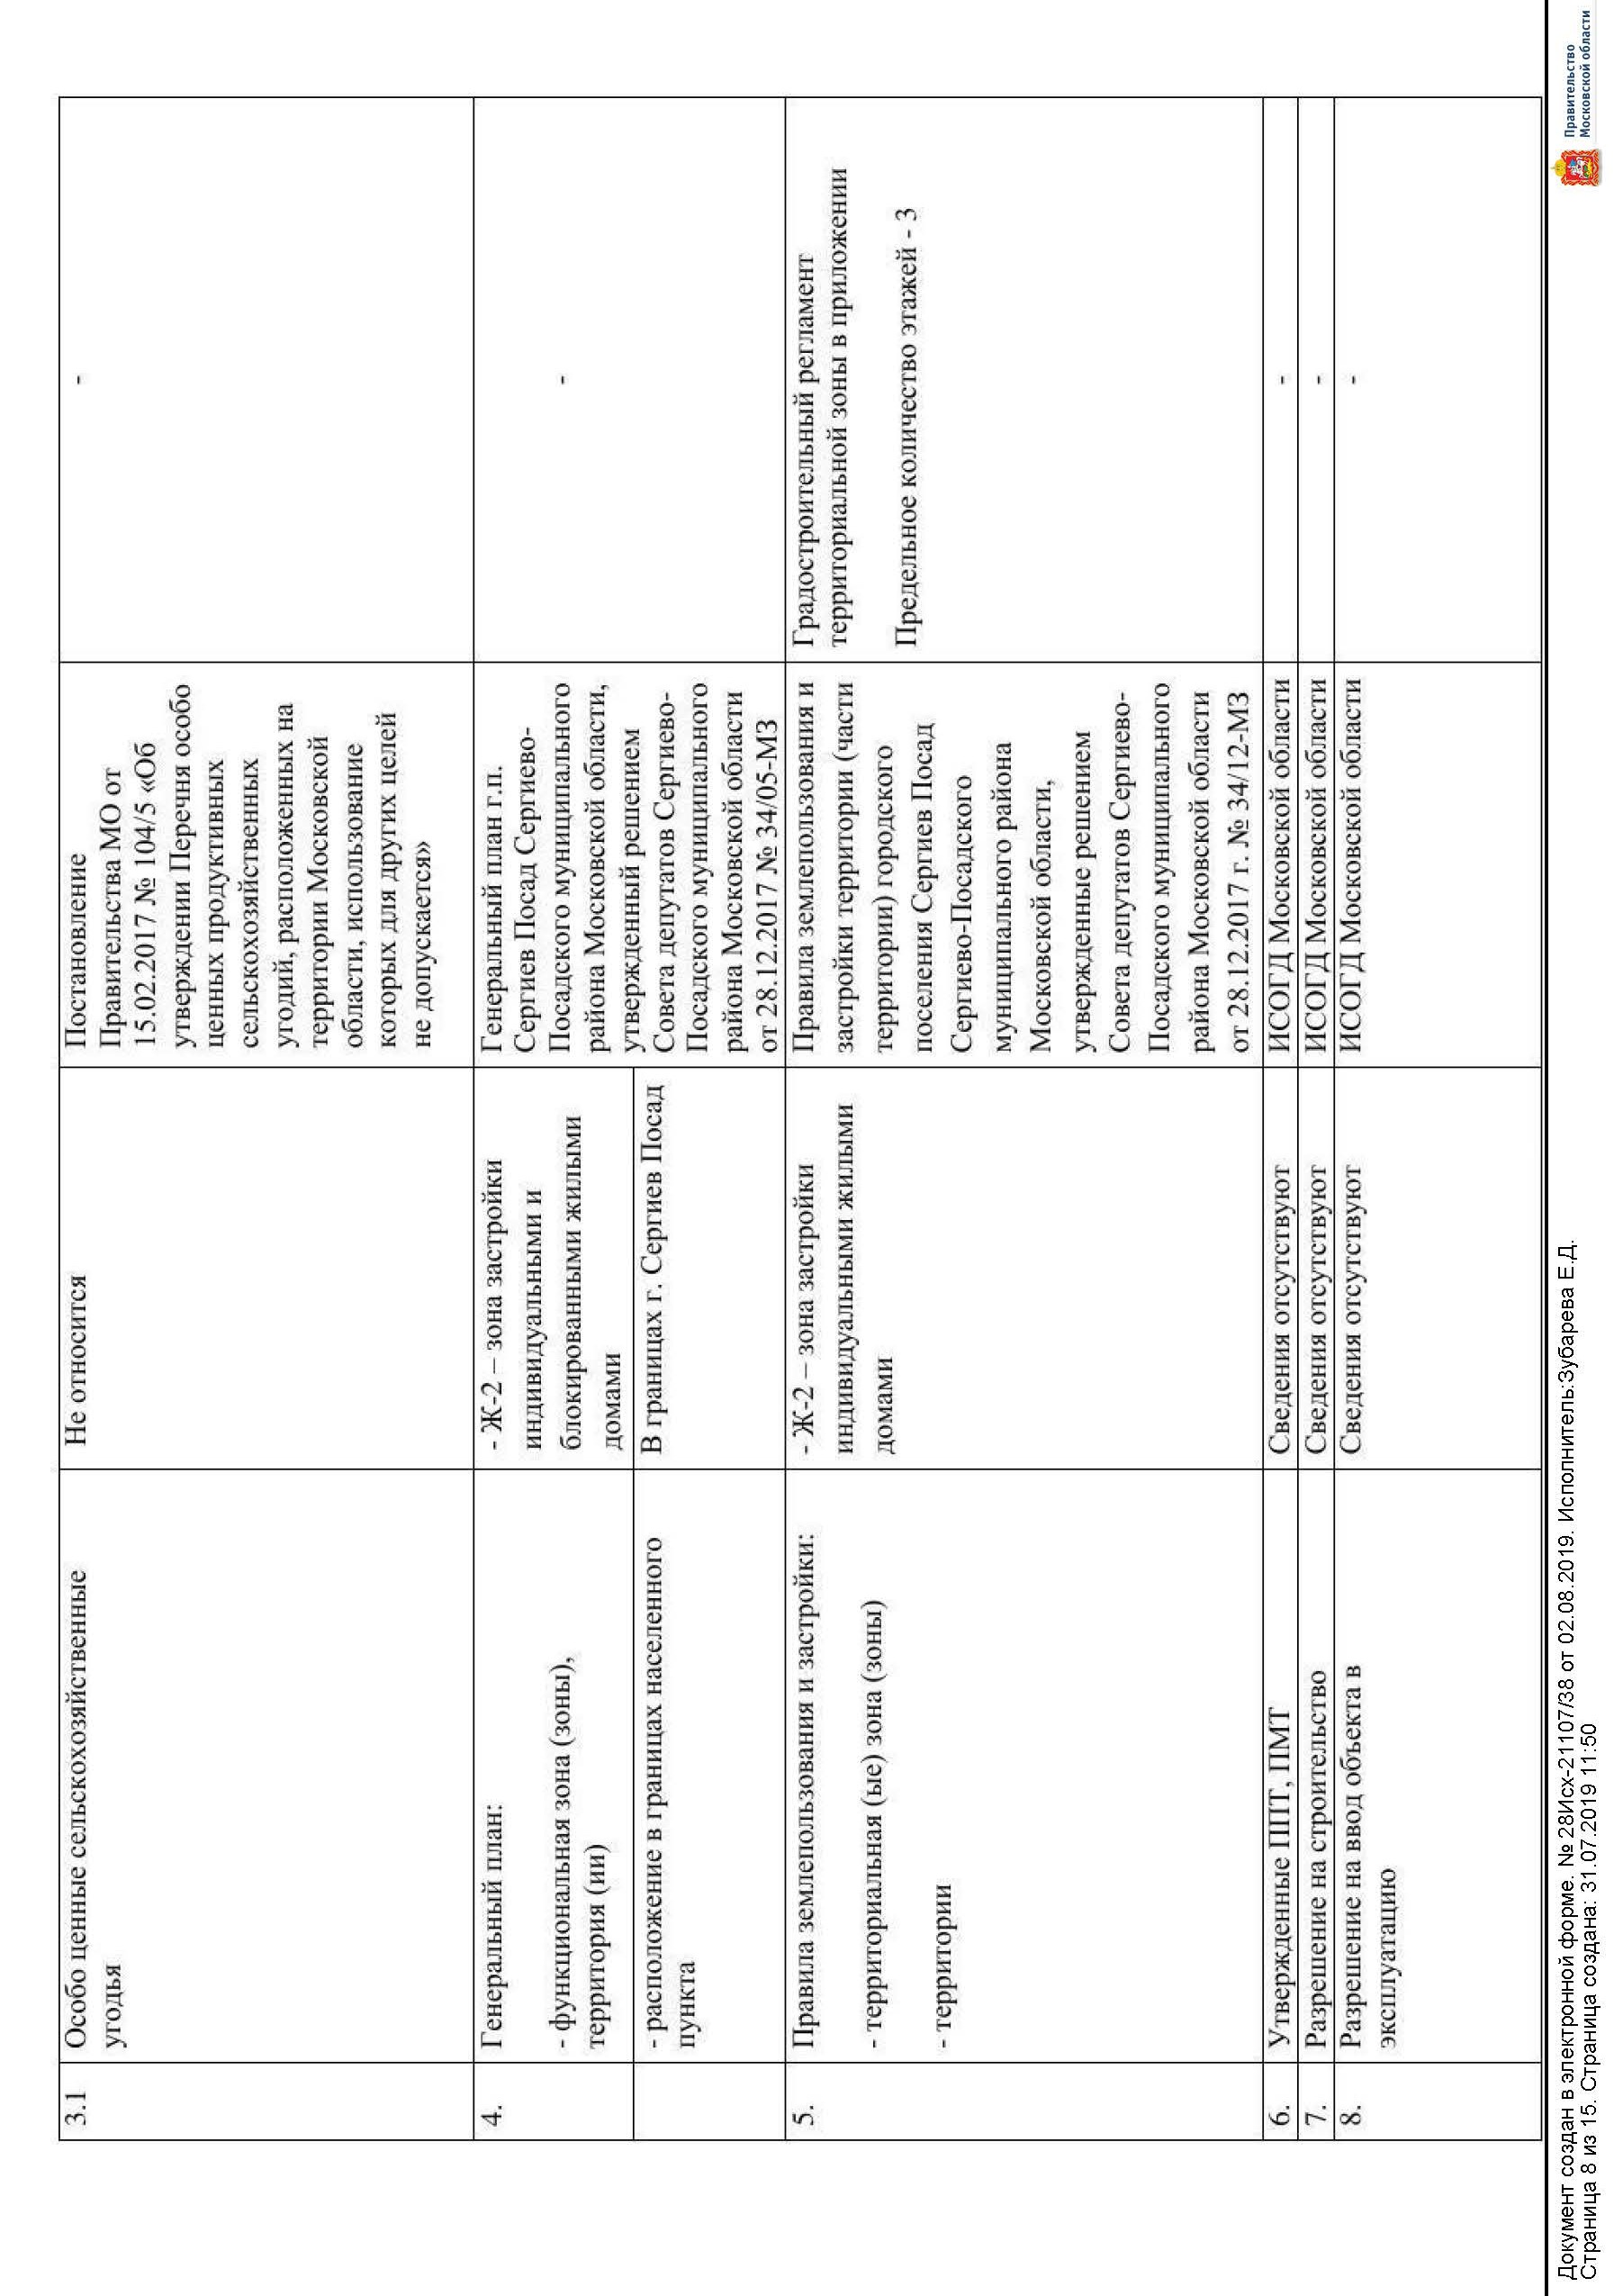 3.1
Особо ценные сельскохозяйственные
угодья
Не относится
Постановление
Правительства МО от
15.02.2017 № 104/5 «Об
утверждении Перечня особо
ценных продуктивных
сельскохозяйственных
угодий, расположенных на
территории Московской
области, использование
которых для других целей
не допускается»
-
4.
Генеральный план:
- функциональная зона (зоны),
территория (ии)
- Ж-2 – зона застройки
индивидуальными и
блокированными жилыми
домами
Генеральный план г.п.
Сергиев Посад Сергиево-
Посадского муниципального
района Московской области,
утвержденный решением
Совета депутатов Сергиево-
Посадского муниципального
района Московской области
от 28.12.2017 № 34/05-МЗ
-
- расположение в границах населенного
пункта
В границах г. Сергиев Посад
5.
Правила землепользования и застройки:
- территориальная (ые) зона (зоны)
- территории
- Ж-2 – зона застройки
индивидуальными жилыми
домами
Правила землепользования и
застройки территории (части
территории) городского
поселения Сергиев Посад
Сергиево-Посадского
муниципального района
Московской области,
утвержденные решением
Совета депутатов Сергиево-
Посадского муниципального
района Московской области
от 28.12.2017 г. № 34/12-МЗ
Градостроительный регламент
территориальной зоны в приложении
Предельное количество этажей - 3
6.
Утвержденные ППТ, ПМТ
Сведения отсутствуют
ИСОГД Московской области
-
7.
Разрешение на строительство
Сведения отсутствуют
ИСОГД Московской области
-
8.
Разрешение на ввод объекта в
эксплуатацию
Сведения отсутствуют
ИСОГД Московской области
-
Документ создан в электронной форме. № 28Исх-21107/38 от 02.08.2019. Исполнитель:Зубарева Е.Д.
Страница 8 из 15. Страница создана: 31.07.2019 11:50
Правительство
Московской области